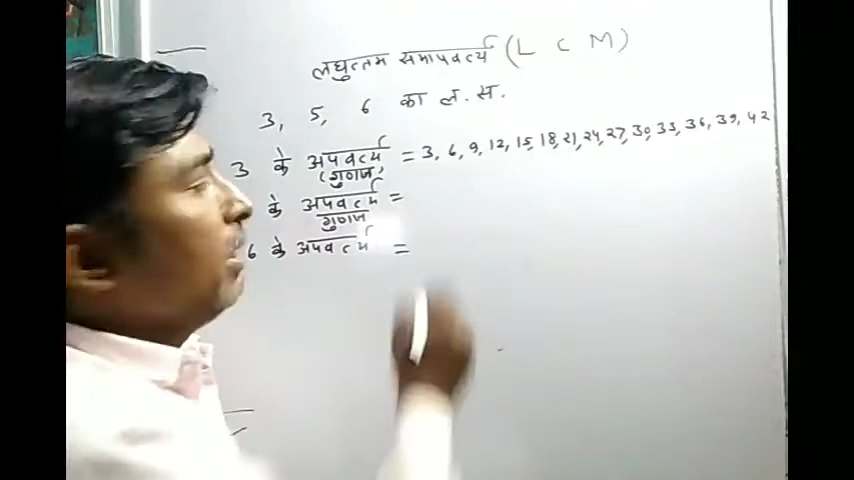 लघुत्तम समापवर्त्य (L C M)
3, 5, 6 का ल. स.
3 के अपवर्त्य = 3, 6, 9, 12, 15, 18, 21, 24, 27, 30, 33, 36, 39, 42
(गुणज)
के अपवर्त्य =
गुणज
6 के अपवर्त्य =